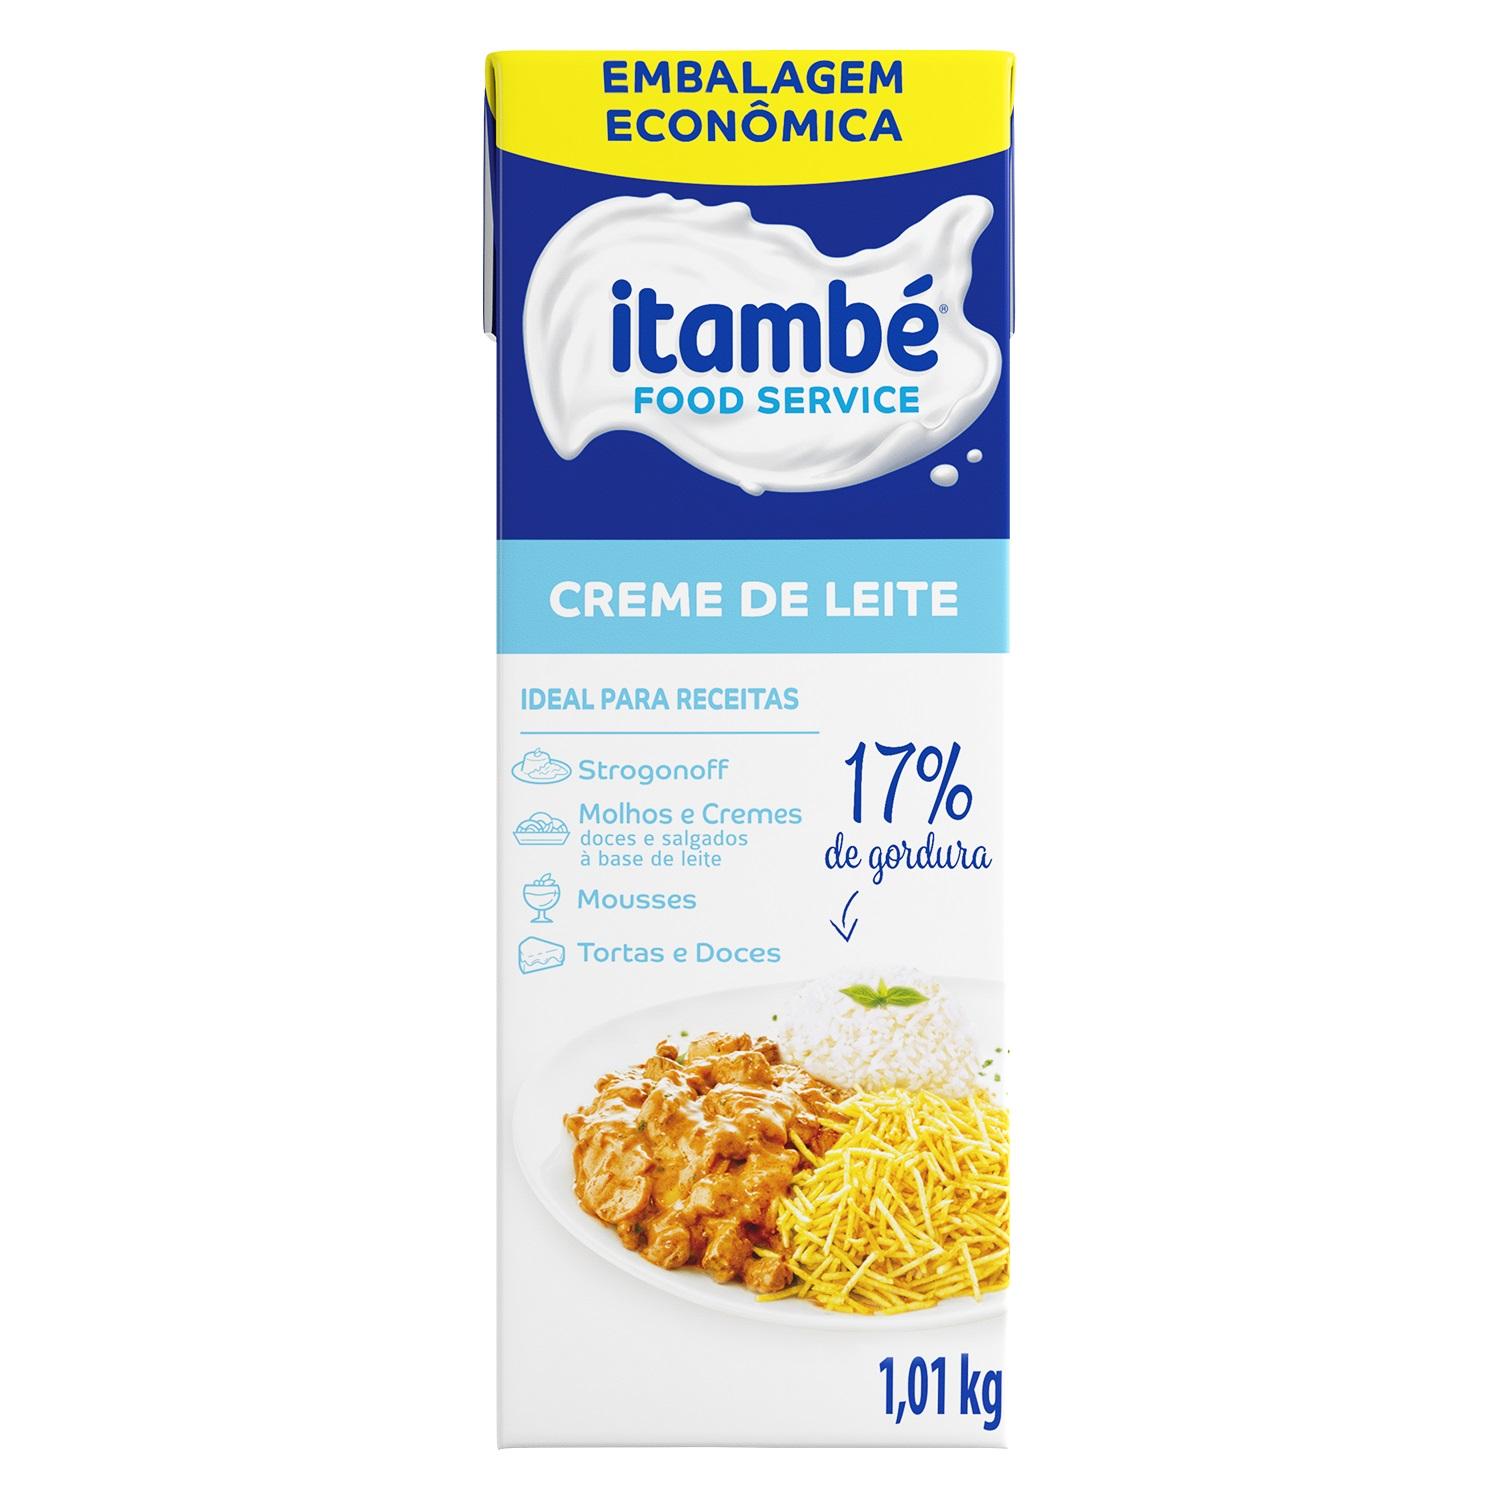 EMBALAGEM
ECONÔMICA
itambé®
FOOD SERVICE
CREME DE LEITE
IDEAL PARA RECEITAS
Strogonoff
Molhos e Cremes
doces e salgados
à base de leite
Mousses
Tortas e Doces
17%
de gordura
1,01 kg